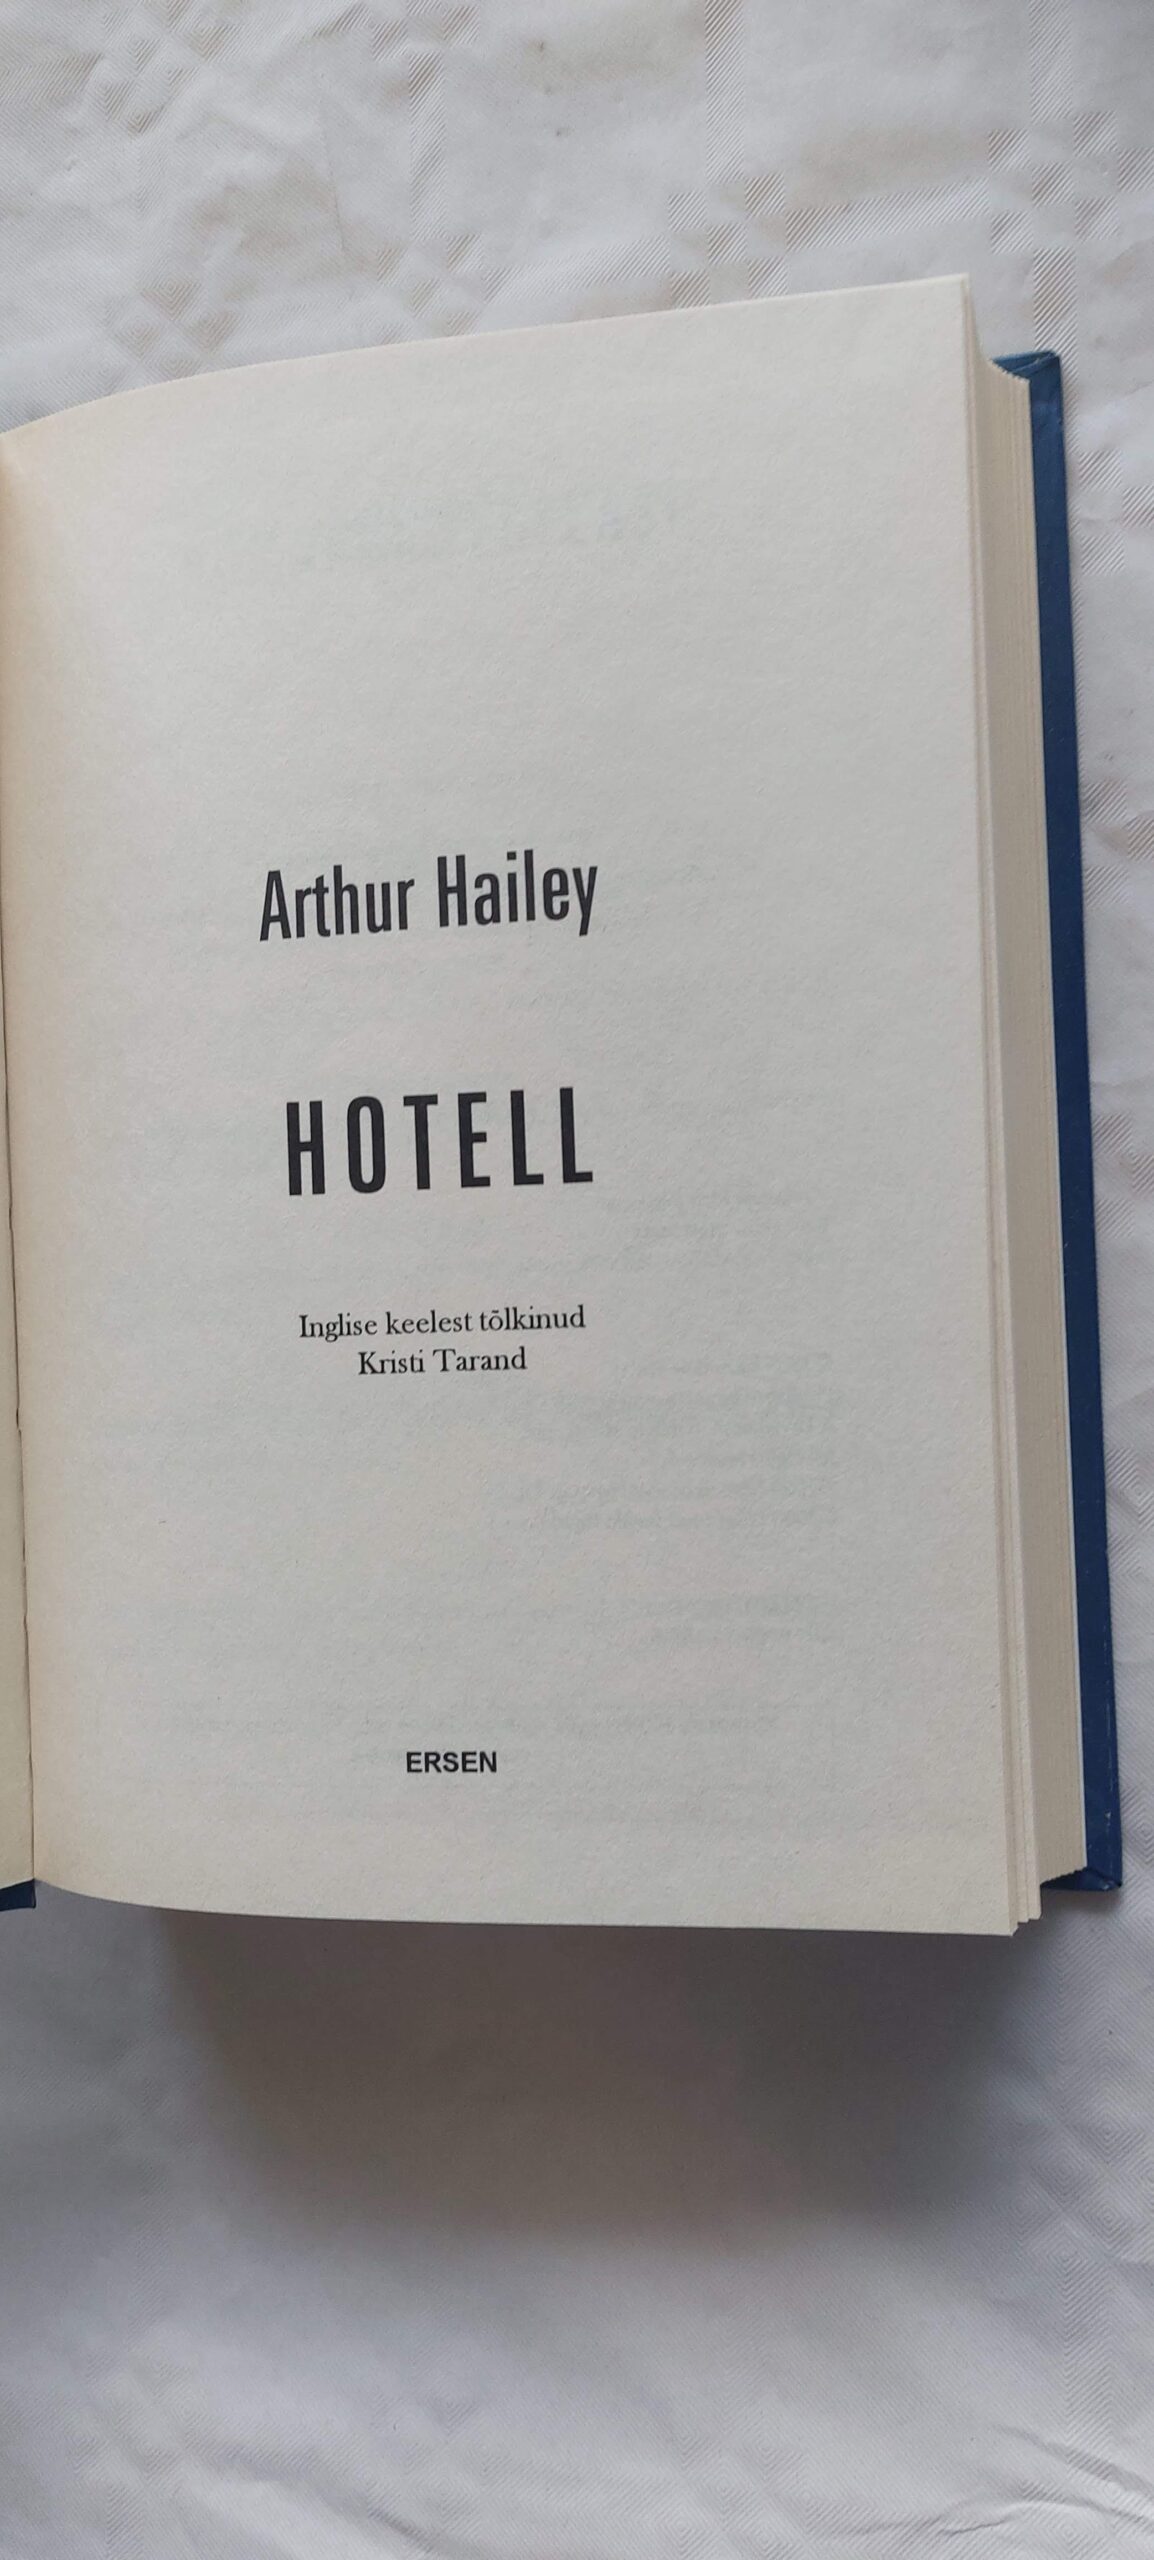 Arthur Hailey
HOTELL
Inglise keelest tõlkinud
Kristi Tarand
ERSEN